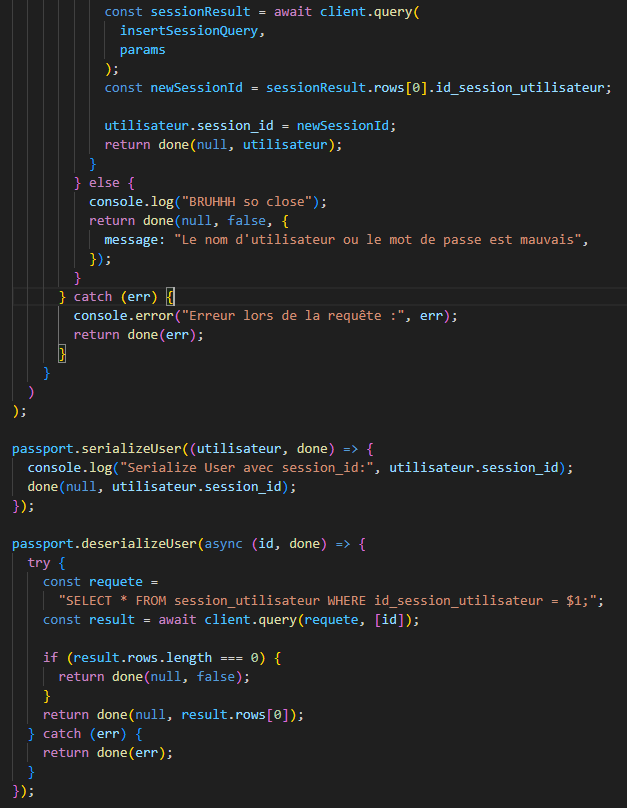 const sessionResult = await client.query(
insertSessionQuery,
params
);
const newSessionId = sessionResult.rows[0].id_session_utilisateur;
utilisateur.session_id = newSessionId;
return done(null, utilisateur);
}
} else {
console.log("BRUHHH so close");
return done(null, false, {
message: "Le nom d'utilisateur ou le mot de passe est mauvais",
});
}
} catch (err) {
console.error("Erreur lors de la requête :", err);
return done(err);
}
}
)
);
passport.serializeUser((utilisateur, done) => {
console.log("Serialize User avec session_id:", utilisateur.session_id);
done(null, utilisateur.session_id);
});
passport.deserializeUser(async (id, done) => {
try {
const requete =
"SELECT * FROM session_utilisateur WHERE id_session_utilisateur = $1;";
const result = await client.query(requete, [id]);
if (result.rows.length === 0) {
return done(null, false);
}
return done(null, result.rows[0]);
} catch (err) {
return done(err);
}
});